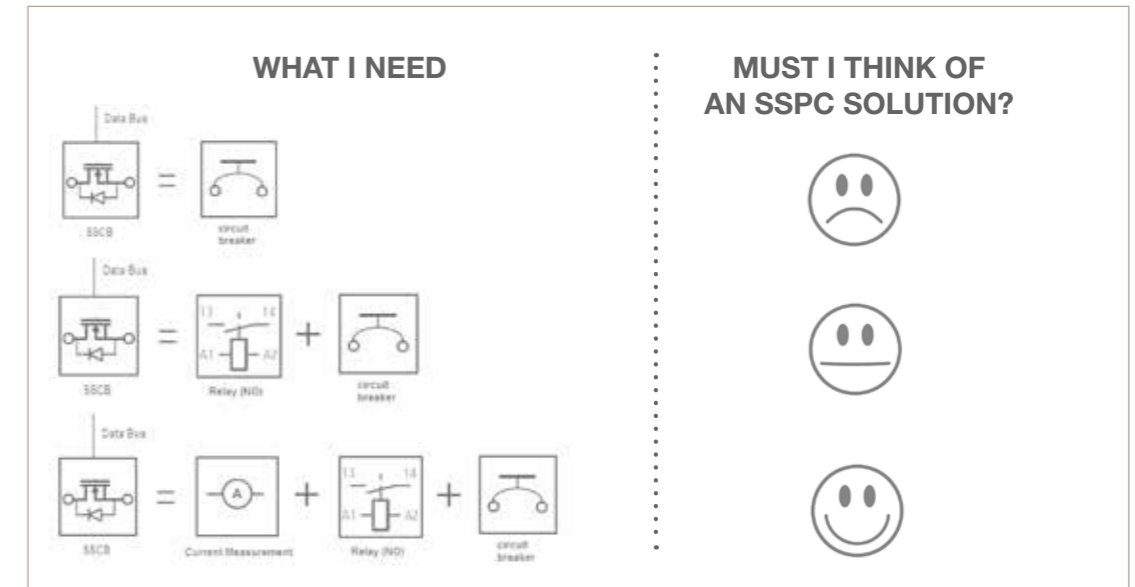 WHAT I NEED
MUST I THINK OF
AN SSPC SOLUTION?
Data Bus
SSCB
=
circuit
breaker
Data Bus
SSCB
=
13 14
A1 A2
Relay (NO)
+
circuit
breaker
Data Bus
SSCB
=
A
Current Measurement
+
13 14
A1 A2
Relay (NO)
+
circuit
breaker